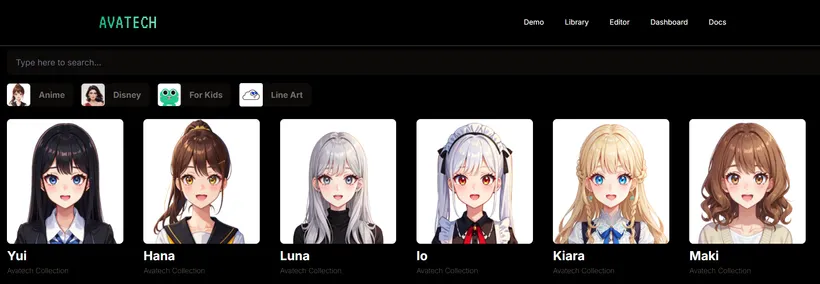 AVATECH
Demo Library Editor Dashboard Docs
Type here to search...
Anime Disney For Kids Line Art
Yui Hana Luna Io Kiara Maki
Avatech Collection Avatech Collection Avatech Collection Avatech Collection Avatech Collection Avatech Collection